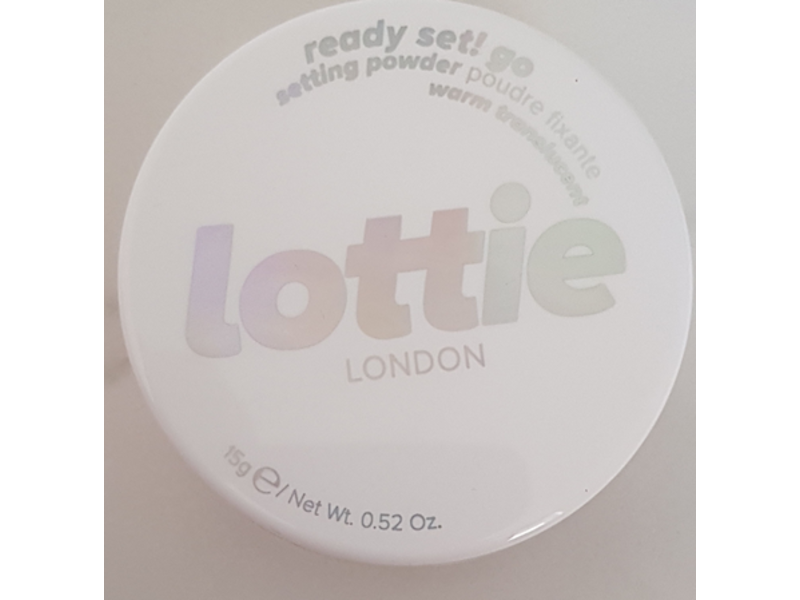 ready set! go
setting powder poudre fixante
warm translucent
lottie
LONDON
15g ℮/ Net Wt. 0.52 Oz.